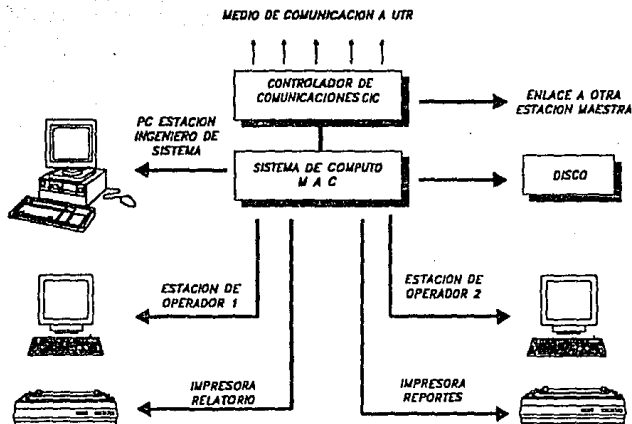 MEDIO DE COMUNICACION A UTR
CONTROLADOR DE
COMUNICACIONES CIC
ENLACE A OTRA
ESTACION MAESTRA
PC ESTACION
INGENIERO DE
SISTEMA
SISTEMA DE COMPUTO
M A C
DISCO
ESTACION DE
OPERADOR 1
ESTACION DE
OPERADOR 2
IMPRESORA
RELATORIO
IMPRESORA
REPORTES